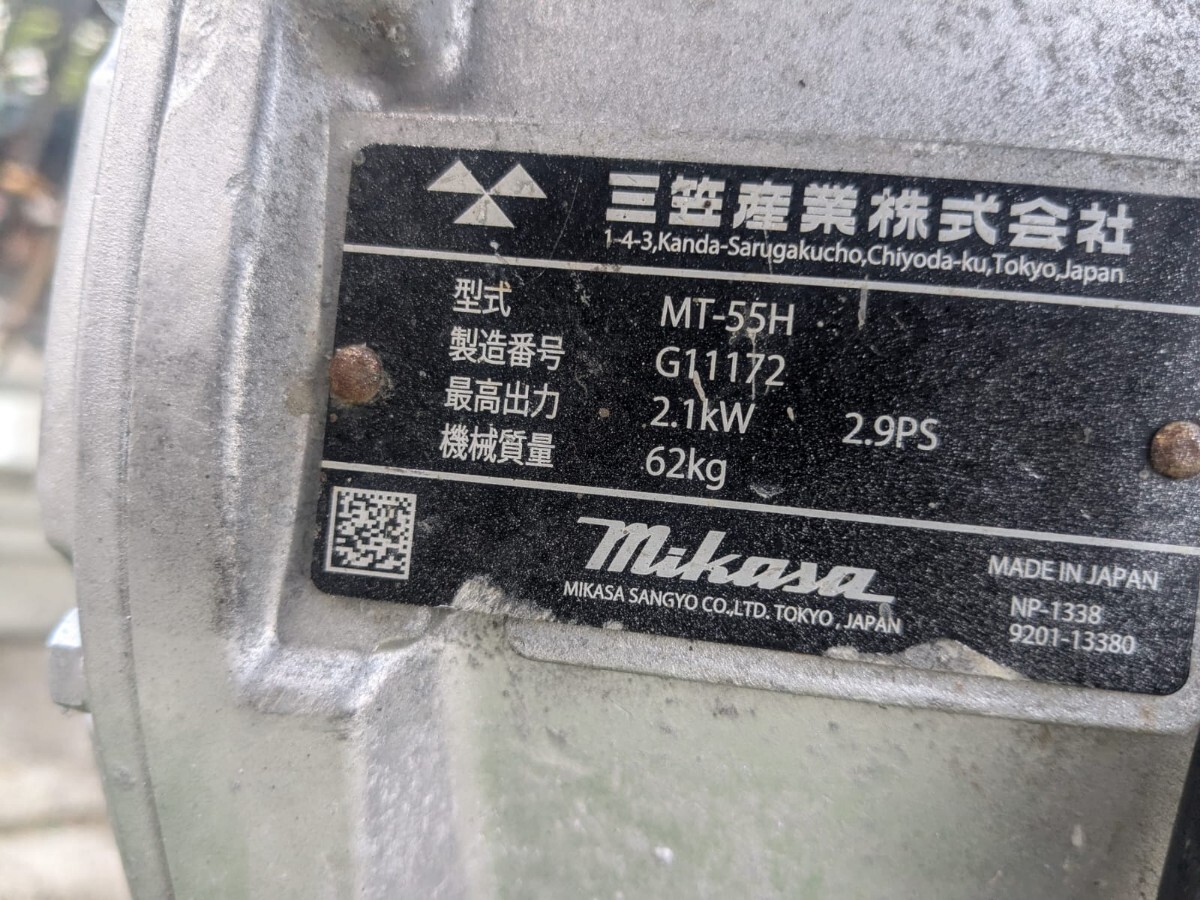 三笠産業株式会社
1-4-3,Kanda-Sarugakucho,Chiyoda-ku,Tokyo,Japan
型式 MT-55H
製造番号 G11172
最高出力 2.1kW 2.9PS
機械質量 62kg
mikasa
MIKASA SANGYO CO.,LTD. TOKYO , JAPAN
MADE IN JAPAN
NP-1338
9201-13380